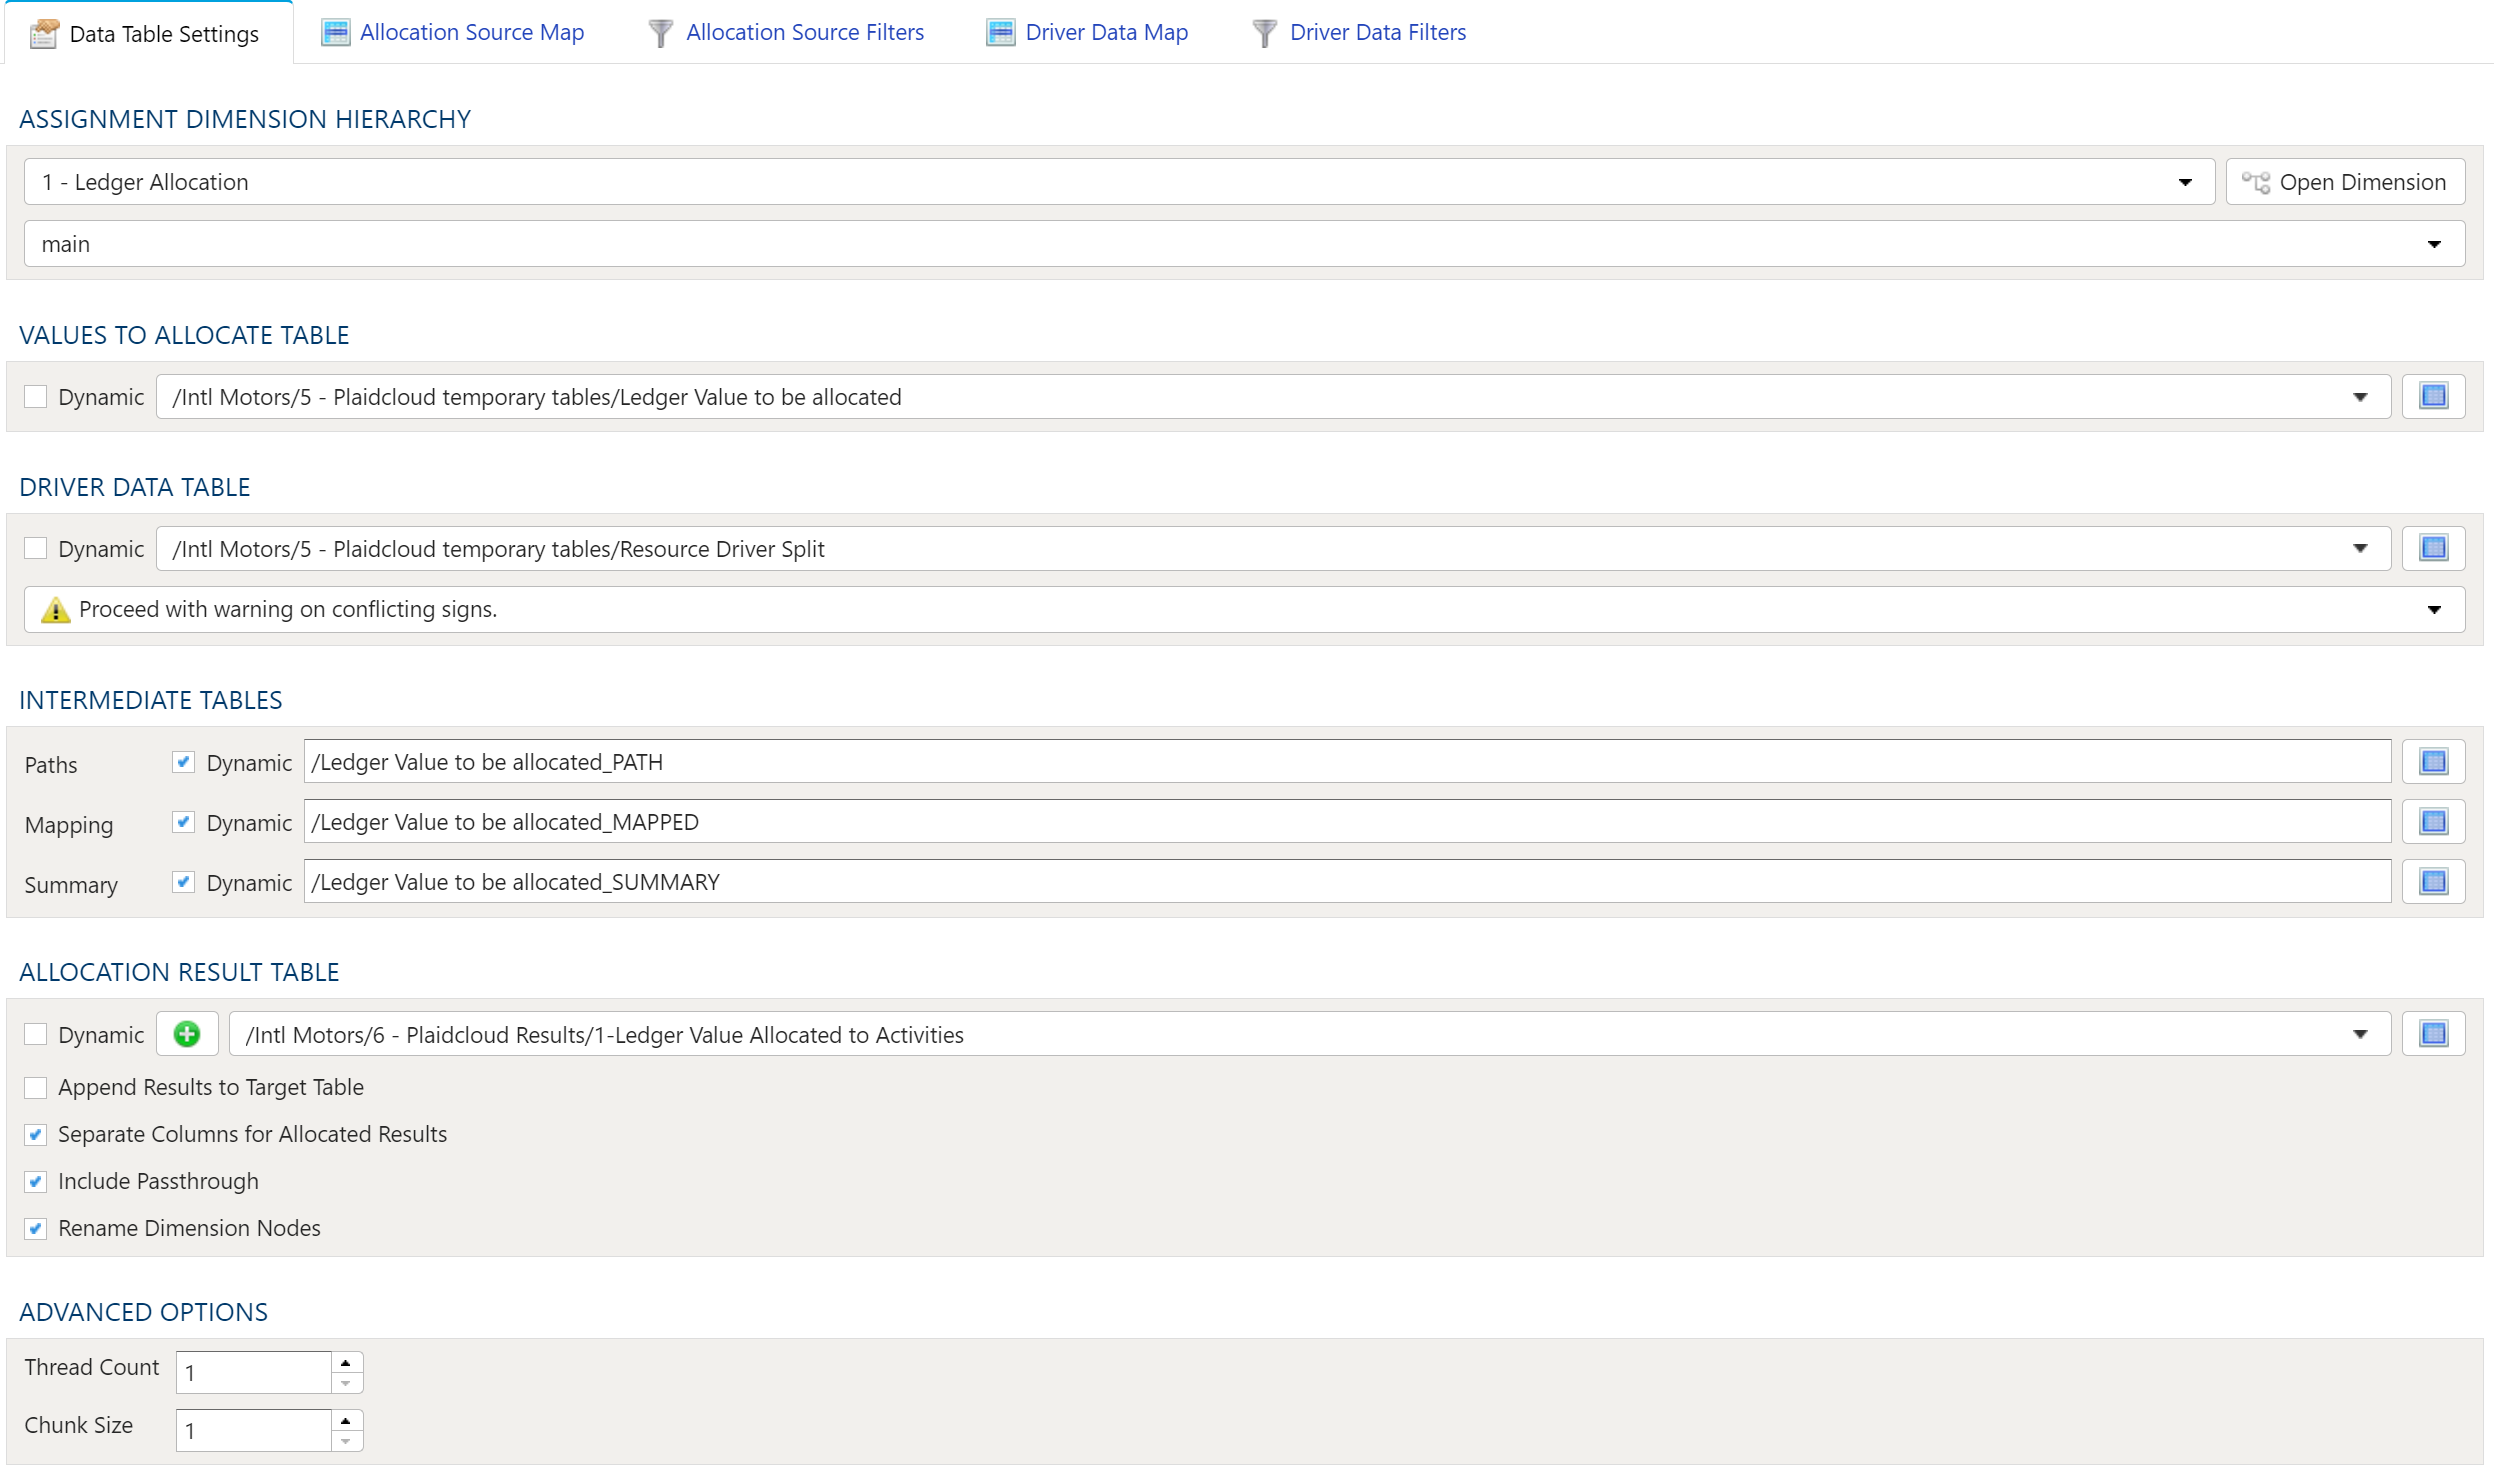 Data Table Settings Allocation Source Map Allocation Source Filters Driver Data Map Driver Data Filters
ASSIGNMENT DIMENSION HIERARCHY
1 - Ledger Allocation Open Dimension
main
VALUES TO ALLOCATE TABLE
Dynamic /Intl Motors/5 - Plaidcloud temporary tables/Ledger Value to be allocated
DRIVER DATA TABLE
Dynamic /Intl Motors/5 - Plaidcloud temporary tables/Resource Driver Split
Proceed with warning on conflicting signs.
INTERMEDIATE TABLES
Paths Dynamic /Ledger Value to be allocated_PATH
Mapping Dynamic /Ledger Value to be allocated_MAPPED
Summary Dynamic /Ledger Value to be allocated_SUMMARY
ALLOCATION RESULT TABLE
Dynamic /Intl Motors/6 - Plaidcloud Results/1-Ledger Value Allocated to Activities
Append Results to Target Table
Separate Columns for Allocated Results
Include Passthrough
Rename Dimension Nodes
ADVANCED OPTIONS
Thread Count 1
Chunk Size 1